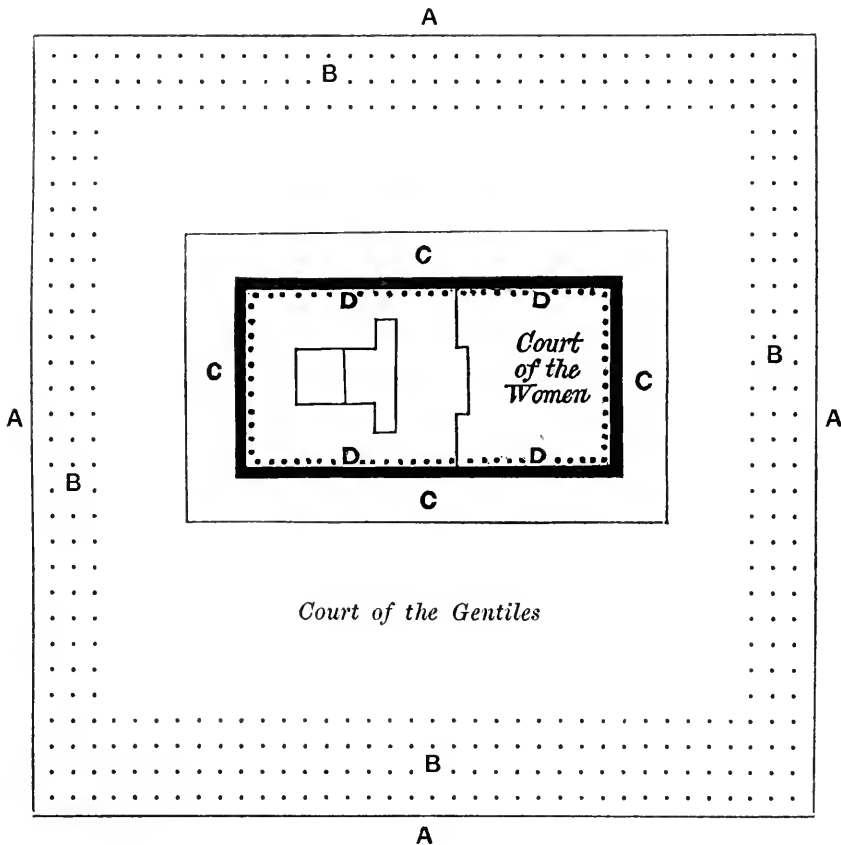 A
B
C
D D
Court
of the
Women
B
C C
A A
D D
B
C
Court of the Gentiles
B
A